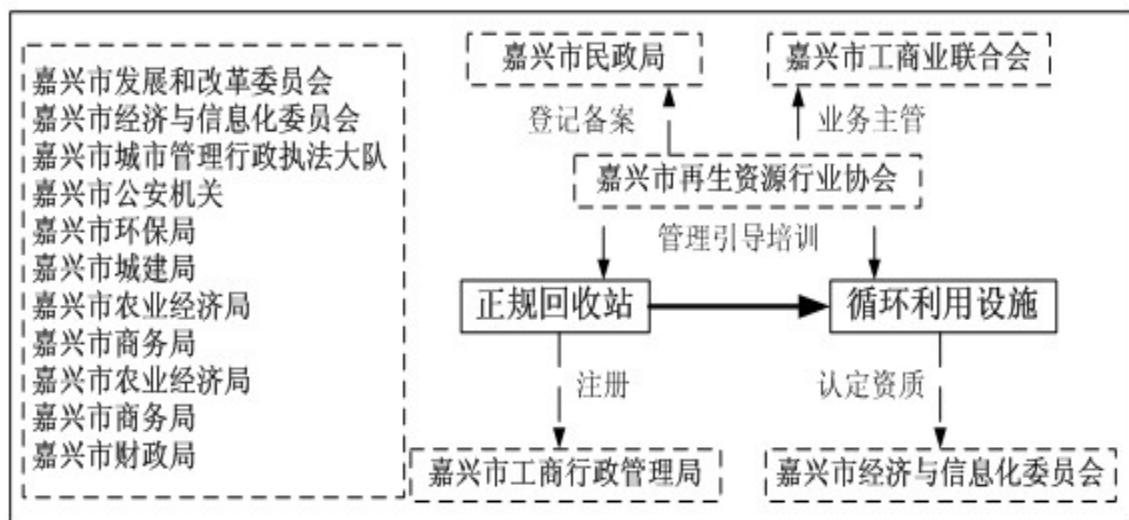 嘉兴市发展和改革委员会
嘉兴市经济与信息化委员会
嘉兴市城市管理行政执法大队
嘉兴市公安机关
嘉兴市环保局
嘉兴市城建局
嘉兴市农业经济局
嘉兴市商务局
嘉兴市农业经济局
嘉兴市商务局
嘉兴市财政局
嘉兴市民政局
嘉兴市工商业联合会
登记备案
业务主管
嘉兴市再生资源行业协会
管理引导培训
正规回收站
循环利用设施
注册
认定资质
嘉兴市工商行政管理局
嘉兴市经济与信息化委员会